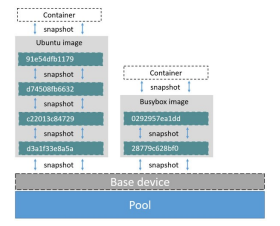 Container
snapshot
Ubuntu image
91e54dfb1179
snapshot
d74508fb6632
snapshot
c22013c84729
snapshot
d3a1f33e8a5a
snapshot
Container
snapshot
Busybox image
0292957ea1dd
snapshot
28779c628bf0
snapshot
Base device
Pool